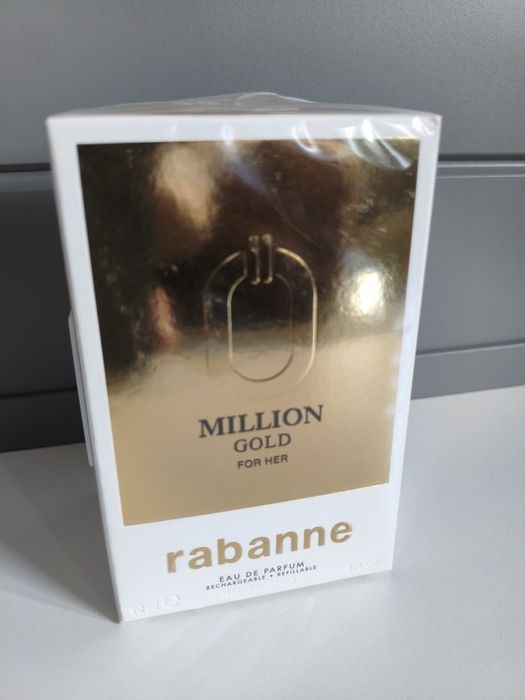 MILLION
GOLD
FOR HER
rabanne
EAU DE PARFUM
RECHARGEABLE • REFILLABLE